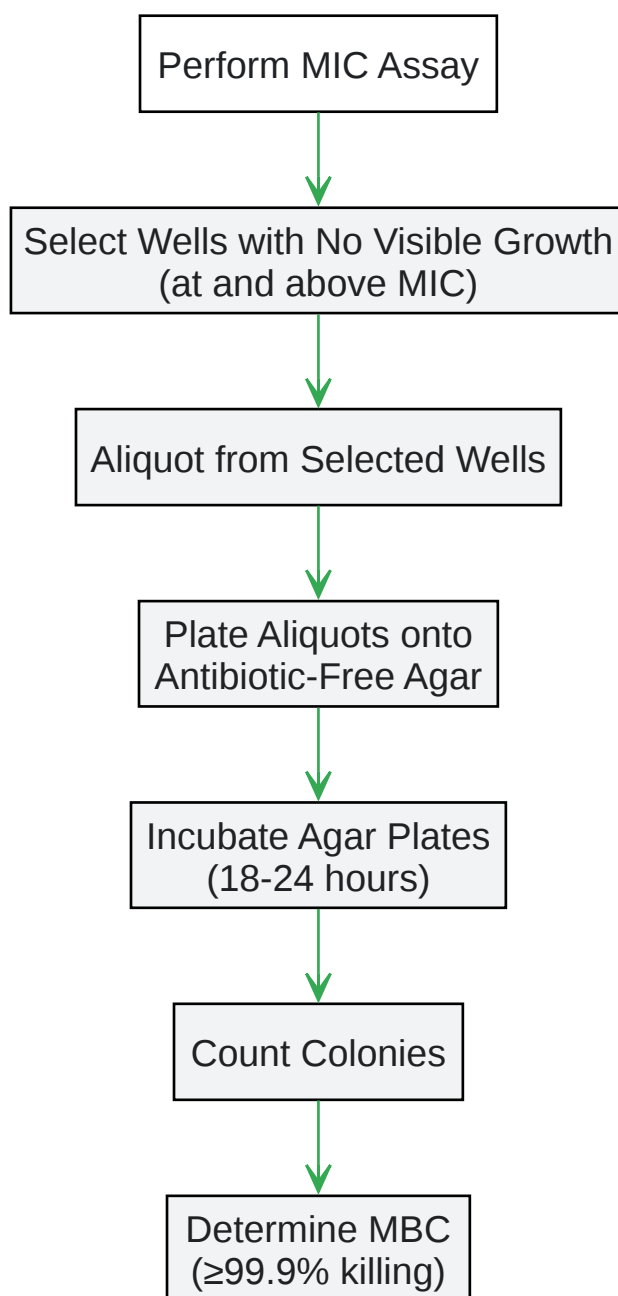 Perform MIC Assay
Select Wells with No Visible Growth
(at and above MIC)
Aliquot from Selected Wells
Plate Aliquots onto
Antibiotic-Free Agar
Incubate Agar Plates
(18-24 hours)
Count Colonies
Determine MBC
(≥99.9% killing)